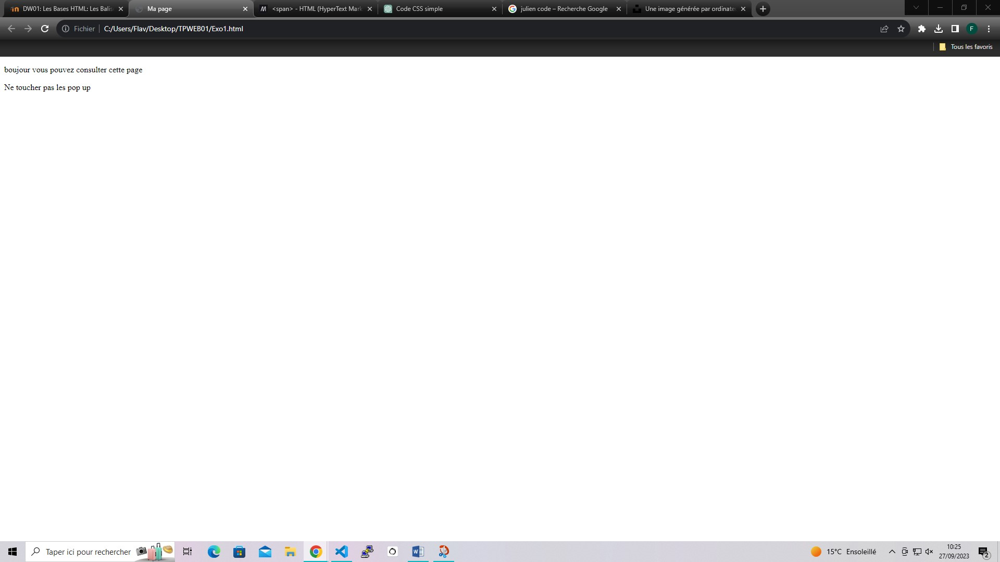 DW01: Les Bases HTML: Les Balis
Ma page
<span> - HTML (HyperText Mark
Code CSS simple
julien code – Recherche Google
Une image générée par ordinate
Fichier
C:/Users/Flav/Desktop/TPWEB01/Exo1.html
F
Tous les favoris
boujour vous pouvez consulter cette page
Ne toucher pas les pop up
Taper ici pour rechercher
15°C Ensoleillé
10:25
27/09/2023
2